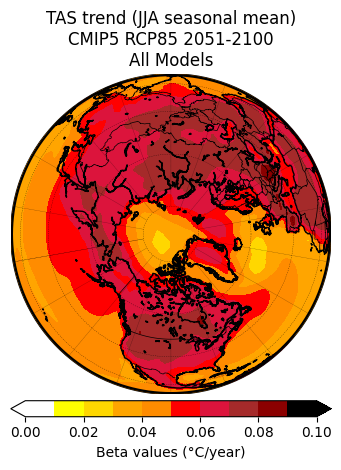 TAS trend (JJA seasonal mean)
CMIP5 RCP85 2051-2100
All Models
0.00 0.02 0.04 0.06 0.08 0.10
Beta values (°C/year)